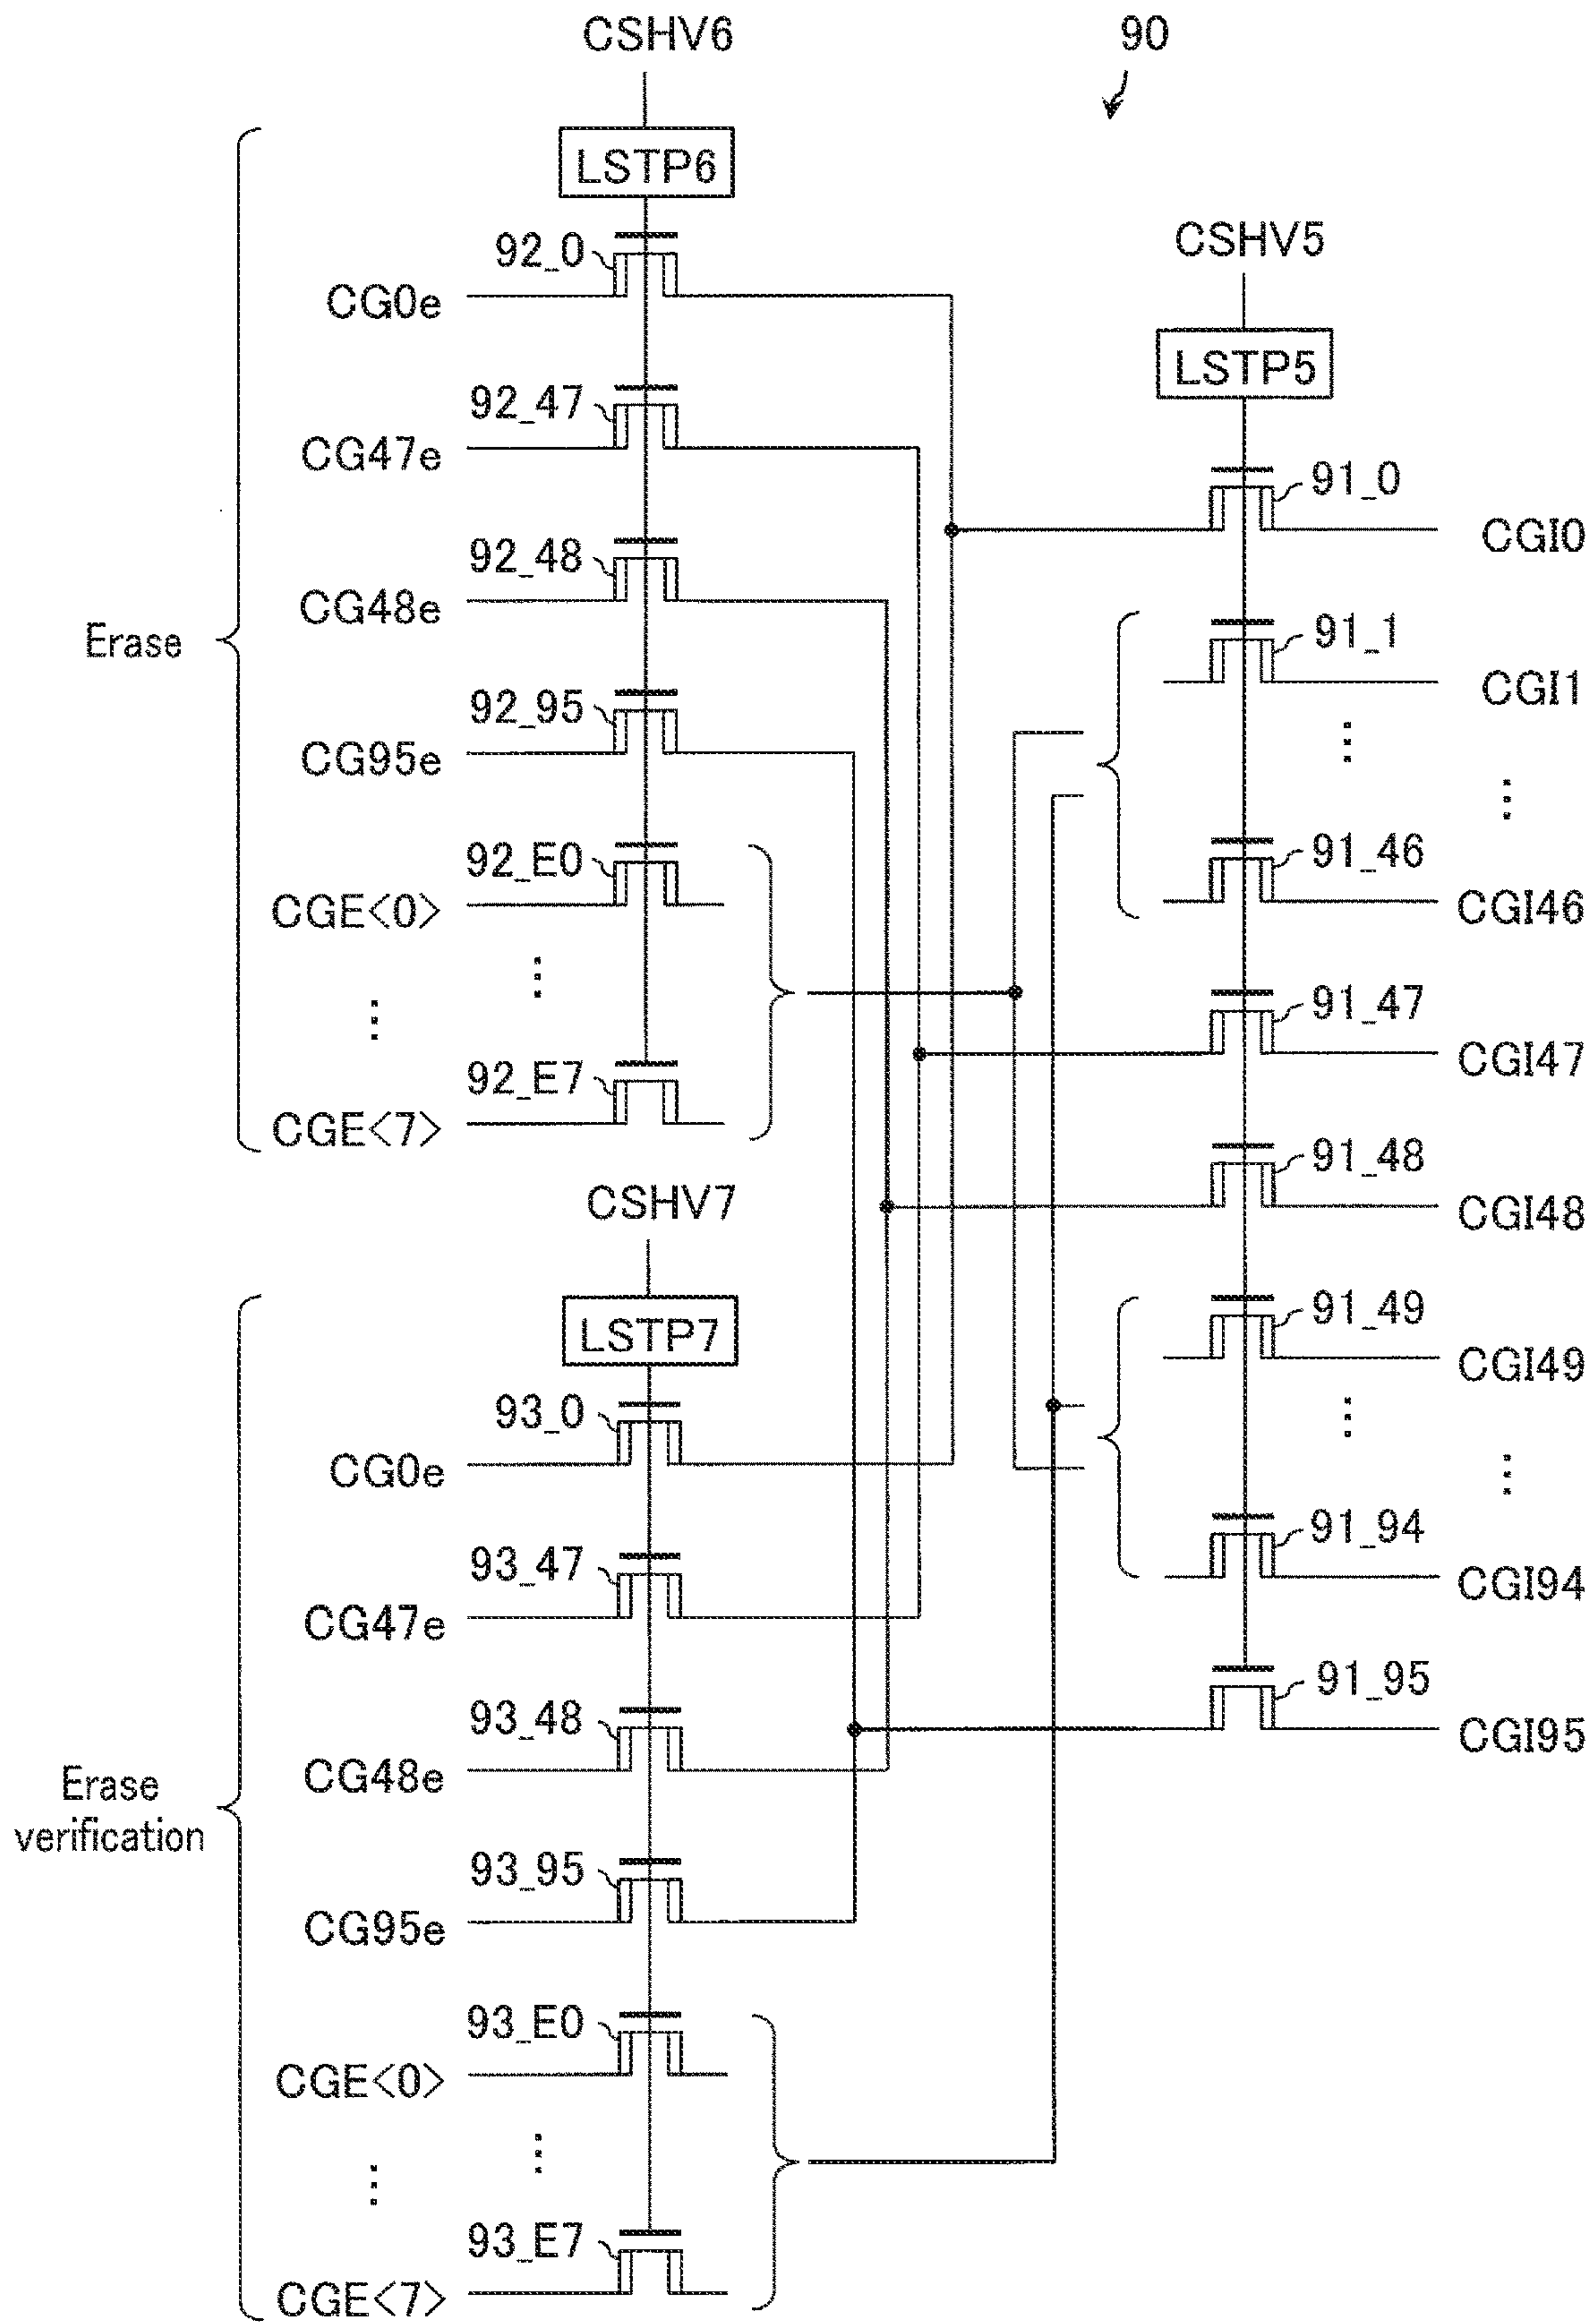 CSHV6
90
LSTP6
92_0
CG0e
CSHV5
LSTP5
92_47
CG47e
91_0
CGI0
92_48
CG48e
Erase
91_1
CGI1
92_95
CG95e
92_E0
CGE<0>
91_46
CGI46
91_47
CGI47
92_E7
CGE<7>
91_48
CGI48
CSHV7
LSTP7
91_49
CGI49
93_0
CG0e
93_47
CG47e
91_94
CGI94
93_48
CG48e
91_95
CGI95
Erase
verification
93_95
CG95e
93_E0
CGE<0>
93_E7
CGE<7>